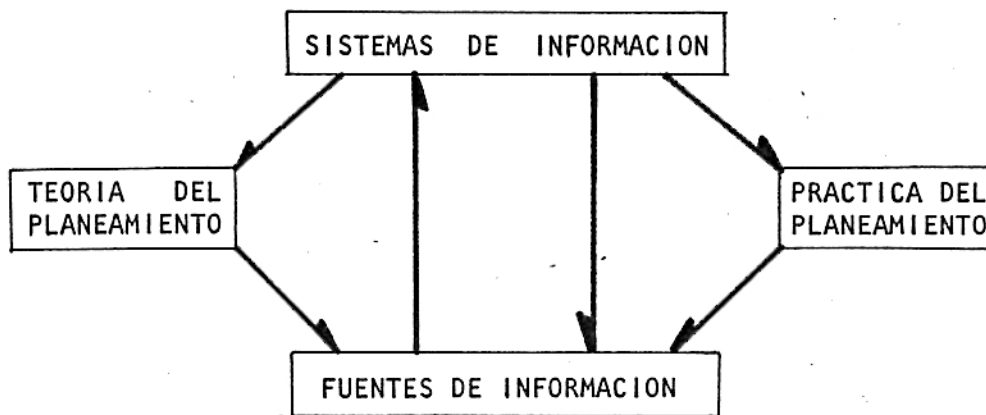 SISTEMAS DE INFORMACION
TEORIA DEL
PLANEAMIENTO
PRACTICA DEL
PLANEAMIENTO
FUENTES DE INFORMACION